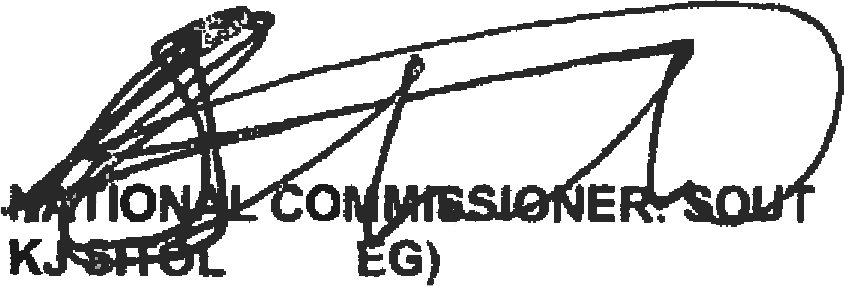 NATIONAL COMMISSIONER: SOUT
KJ SITOL EG)